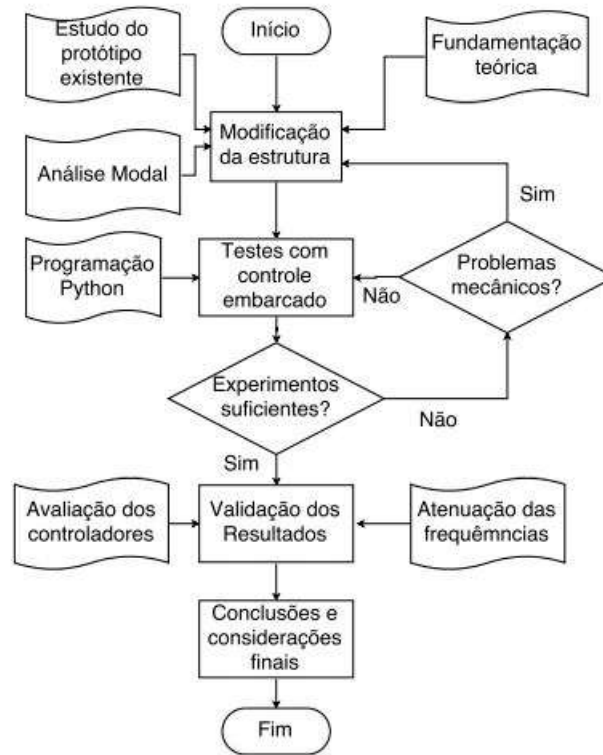 Estudo do
protótipo
existente
Início
Fundamentação
teórica
Modificação
da estrutura
Análise Modal
Sim
Programação
Python
Testes com
controle
embarcado
Não
Problemas
mecânicos?
Experimentos
suficientes?
Não
Sim
Avaliação dos
controladores
Validação dos
Resultados
Atenuação das
frequêmncias
Conclusões e
considerações
finais
Fim